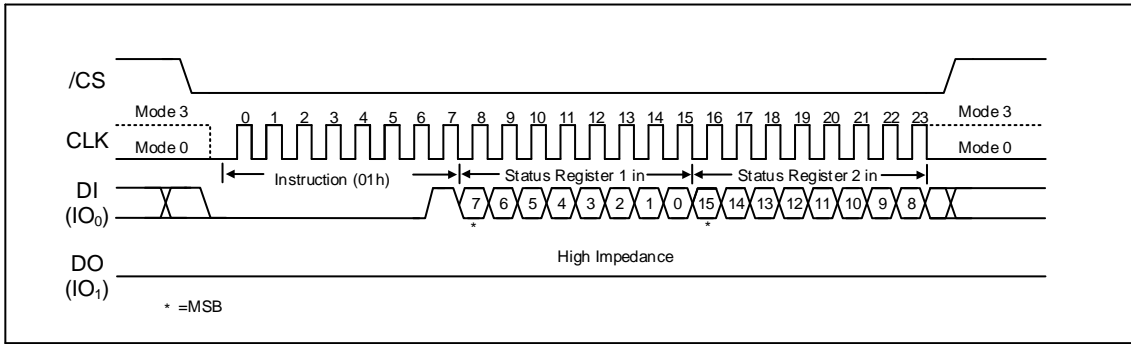 /CS
Mode 3 0 1 2 3 4 5 6 7 8 9 10 11 12 13 14 15 16 17 18 19 20 21 22 23 Mode 3
CLK
Mode 0 Mode 0
Instruction (01h) Status Register 1 in Status Register 2 in
DI
(IO₀) 7 6 5 4 3 2 1 0 15 14 13 12 11 10 9 8
* *
High Impedance
DO
(IO₁)
* =MSB